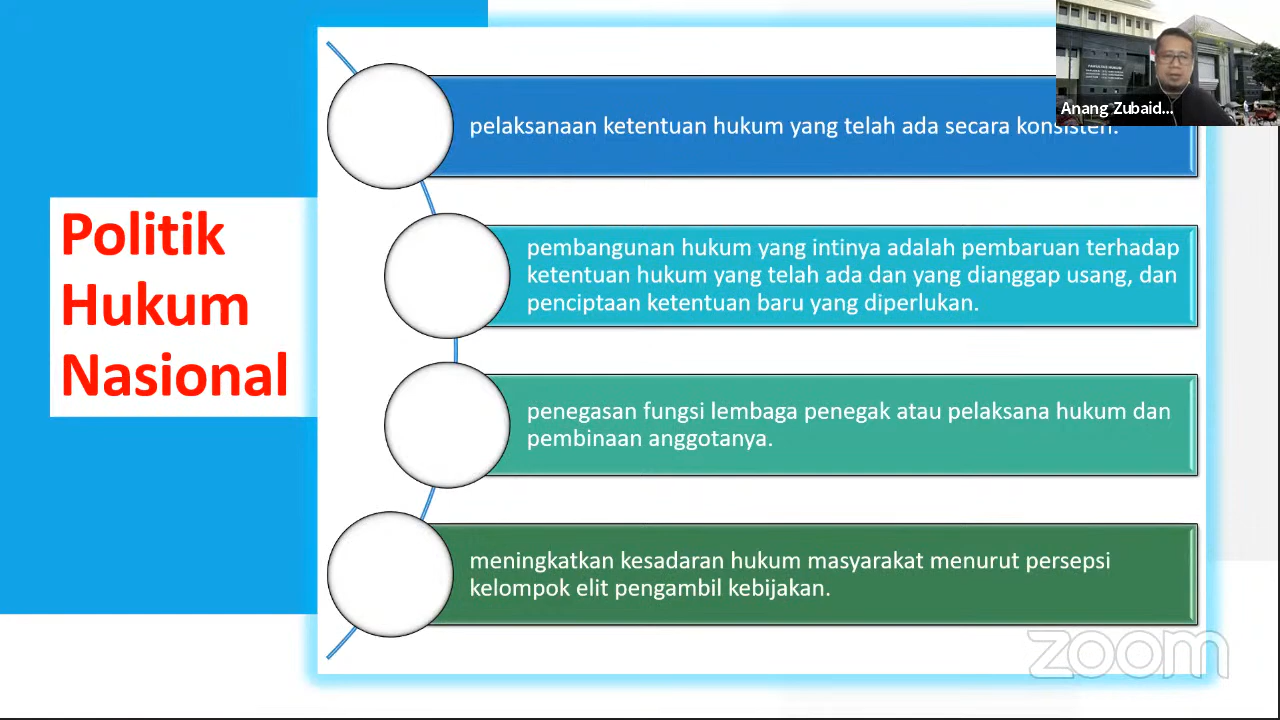 Politik
Hukum
Nasional
pelaksanaan ketentuan hukum yang telah ada secara konsisten.
pembangunan hukum yang intinya adalah pembaruan terhadap
ketentuan hukum yang telah ada dan yang dianggap usang, dan
penciptaan ketentuan baru yang diperlukan.
penegasan fungsi lembaga penegak atau pelaksana hukum dan
pembinaan anggotanya.
meningkatkan kesadaran hukum masyarakat menurut persepsi
kelompok elit pengambil kebijakan.
Anang Zubaid...
zoom